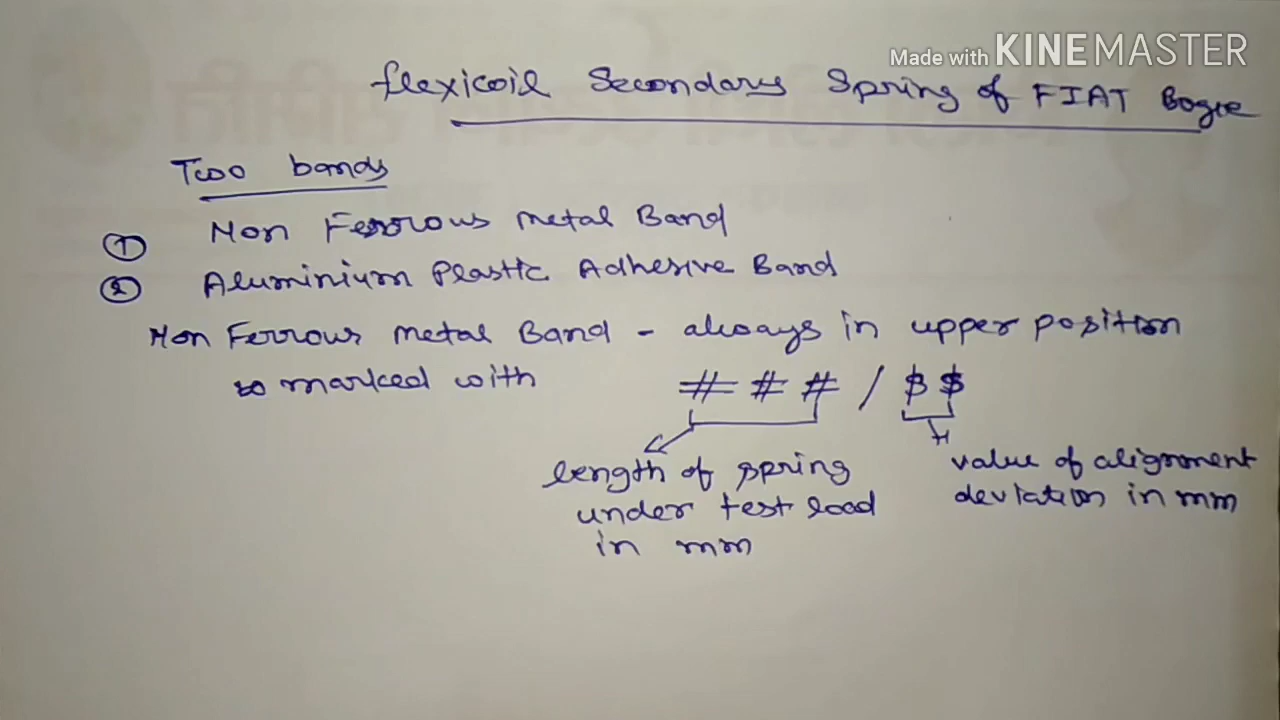 Made with KINEMASTER
flexicoil Secondary Spring of FIAT Bogie
Two bands
① Non Ferrous Metal Band
② Aluminium Plastic Adhesive Band
Non Ferrous Metal Band - always in upper position
so marked with # # # / $ $
length of spring under test load in mm
value of alignment deviation in mm